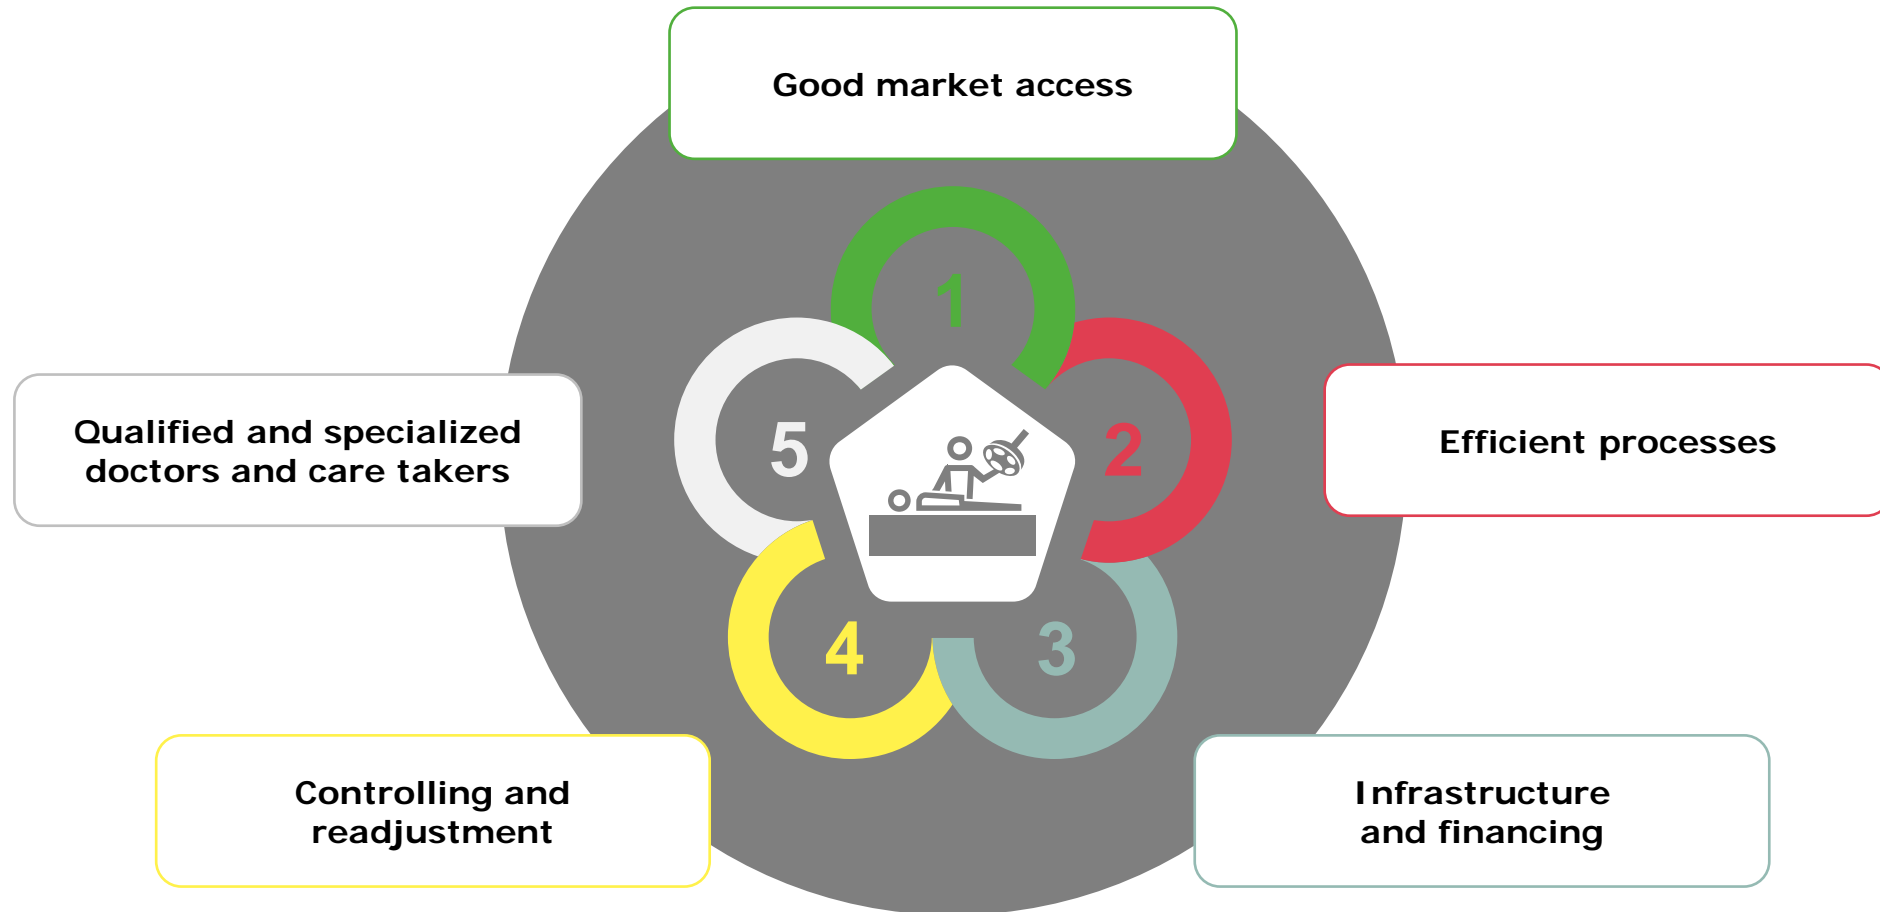 Good market access
1
2
3
4
5
Efficient processes
Infrastructure
and financing
Controlling and
readjustment
Qualified and specialized
doctors and care takers